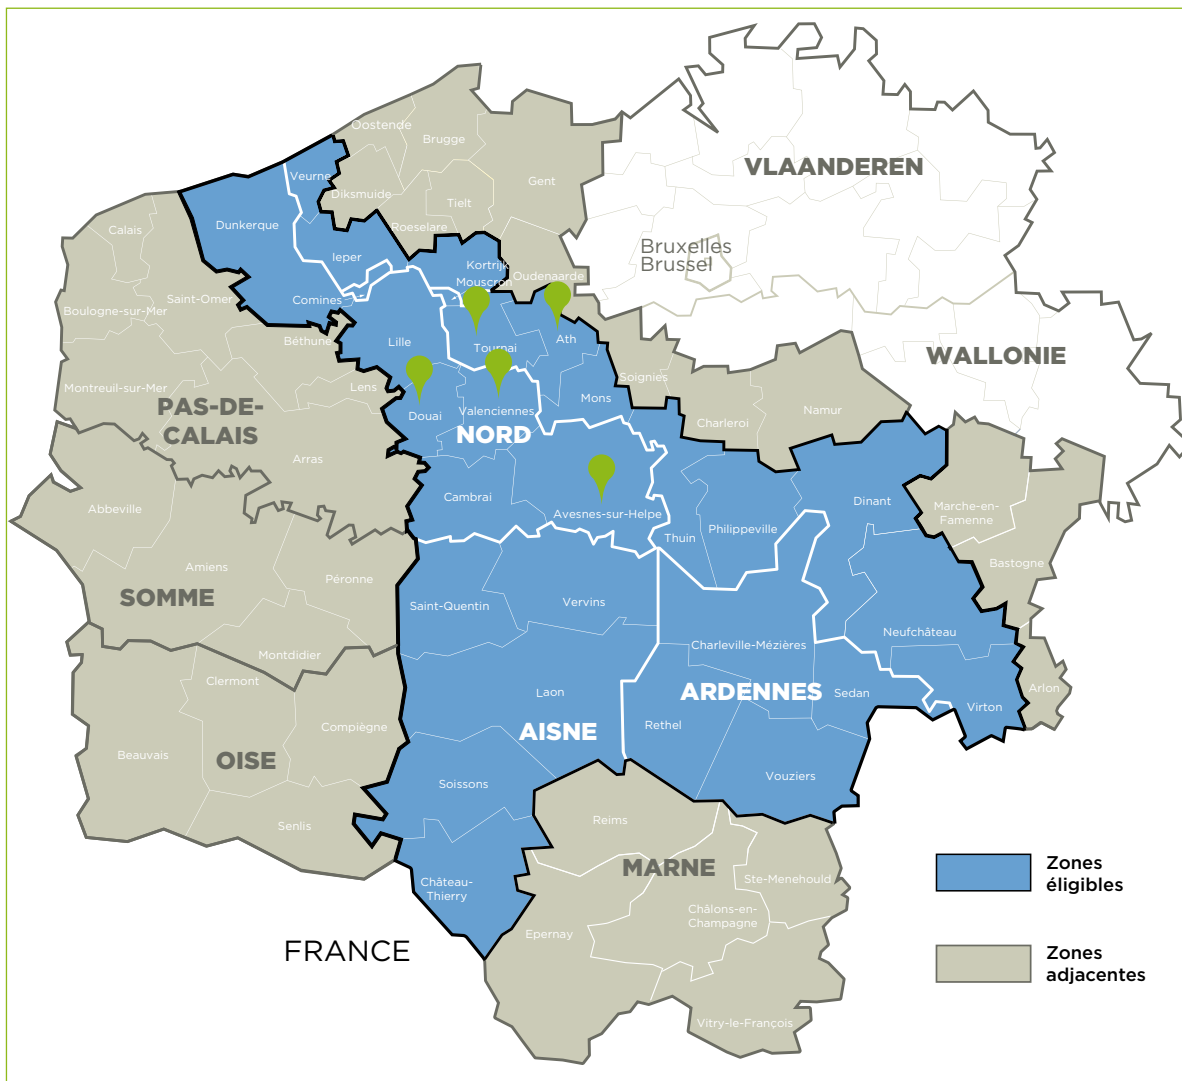 Oostende
Brugge
VLAANDEREN
Veurne
Gent
Diksmuide
Tielt
Dunkerque
Roeselare
Calais
Bruxelles
Brussel
Ieper
Kortrijk
Mouscron
Oudenaarde
Saint-Omer
Comines
Boulogne-sur-Mer
Béthune
Lille
Tournai
Ath
WALLONIE
Montreuil-sur-Mer
Lens
Soignies
Mons
PAS-DE-
CALAIS
Douai
Valenciennes
NORD
Charleroi
Namur
Arras
Cambrai
Avesnes-sur-Helpe
Dinant
Abbeville
Philippeville
Marche-en-
Famenne
Thuin
Amiens
Péronne
Bastogne
SOMME
Saint-Quentin
Vervins
Neufchâteau
Montdidier
Charleville-Mézières
Clermont
Laon
ARDENNES
Sedan
Arlon
Virton
Compiègne
Rethel
AISNE
Beauvais
OISE
Soissons
Vouziers
Senlis
Reims
MARNE
Zones
éligibles
Château-
Thierry
Ste-Menehould
Châlons-en-
Champagne
Epernay
FRANCE
Zones
adjacentes
Vitry-le-François